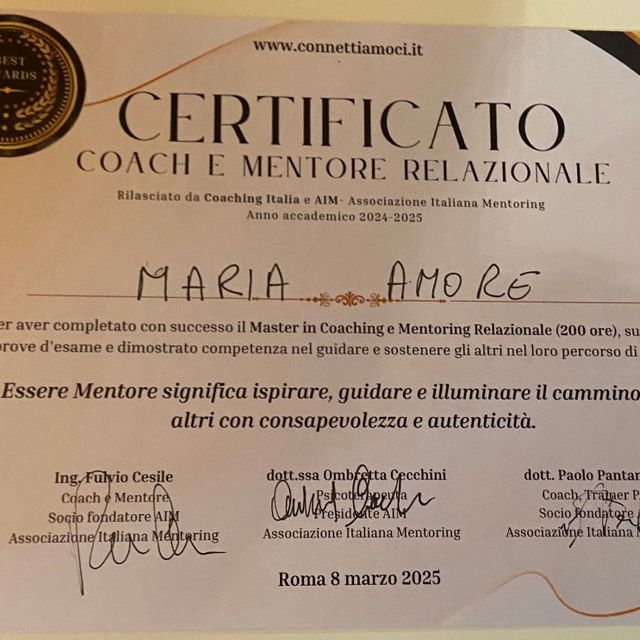 www.connettiamoci.it
BEST
AWARDS
CERTIFICATO
COACH E MENTORE RELAZIONALE
Rilasciato da Coaching Italia e AIM- Associazione Italiana Mentoring
Anno accademico 2024-2025
MARIA AMORE
er aver completato con successo il Master in Coaching e Mentoring Relazionale (200 ore), su
prove d'esame e dimostrato competenza nel guidare e sostenere gli altri nel loro percorso di
Essere Mentore significa ispirare, guidare e illuminare il cammino
altri con consapevolezza e autenticità.
Ing. Fulvio Cesile
Coach e Mentore
Socio fondatore AIM
Associazione Italiana Mentoring
dott.ssa Ombretta Cecchini
Psicoterapeuta
Presidente AIM
Associazione Italiana Mentoring
dott. Paolo Pantan
Coach, Trainer P
Socio fondatore
Associazione Italiana
Roma 8 marzo 2025